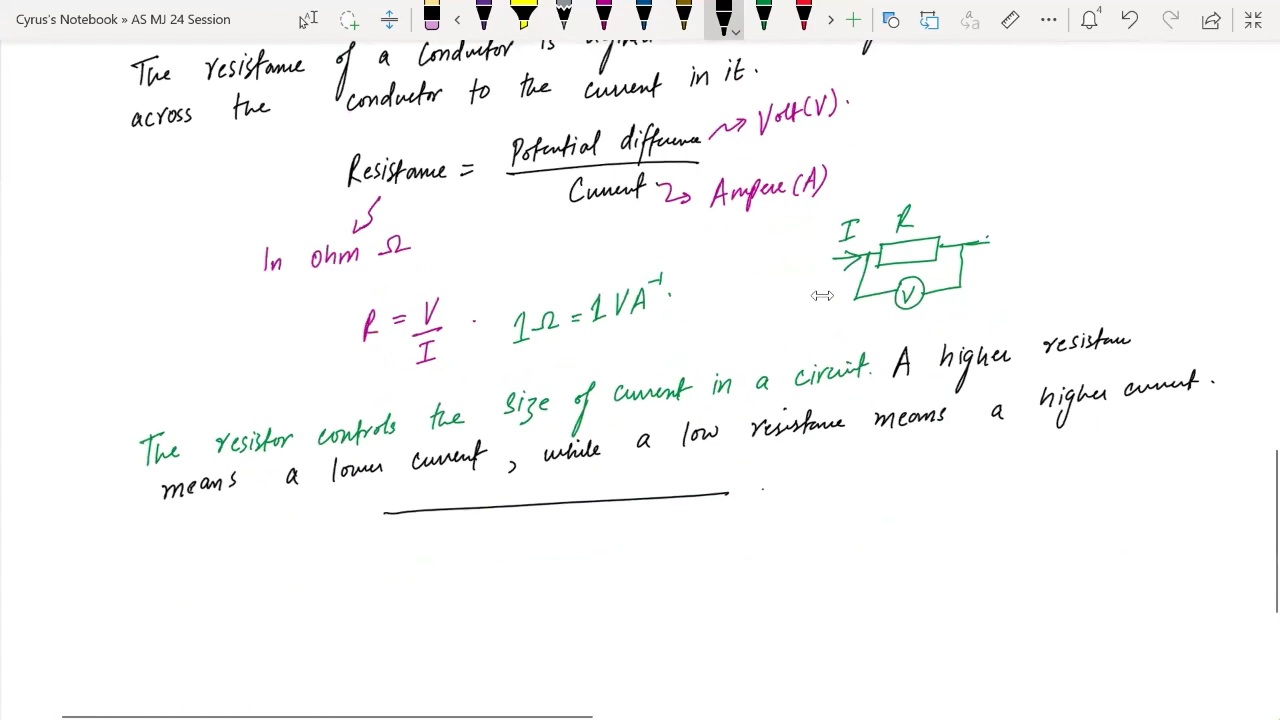 Cyrus's Notebook » AS MJ 24 Session
4
The resistance of a conductor is
across the conductor to the current in it.
Resistance = Potential difference → Volt (V).
Current → Ampere (A)
In ohm Ω
I R
V
R = V
I
1Ω = 1 VA⁻¹.
The resistor controls the size of current in a circuit. A higher resistance
means a lower current, while a low resistance means a higher current.